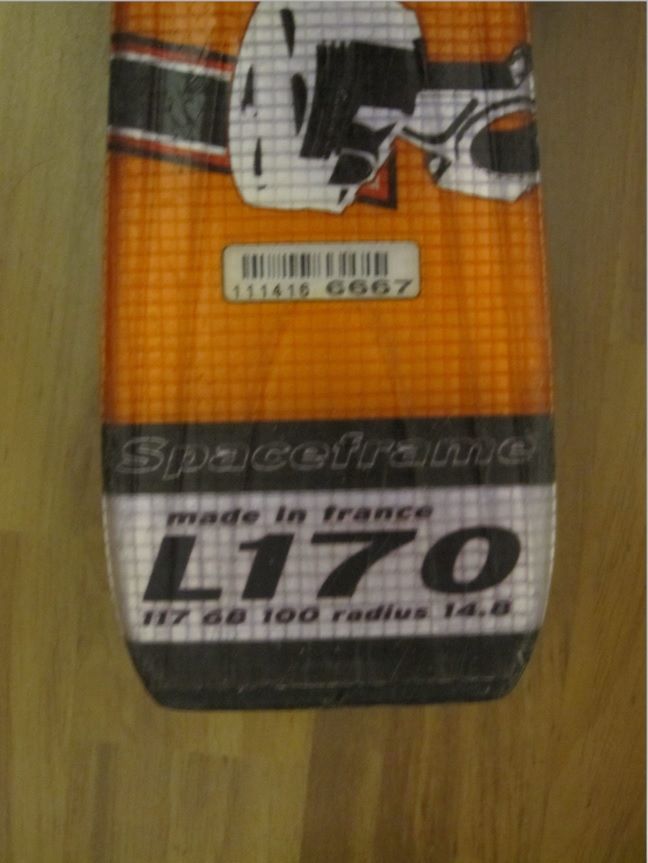 111416 6667
Spaceframe
made in france
L170
117 68 100 radius 14.8